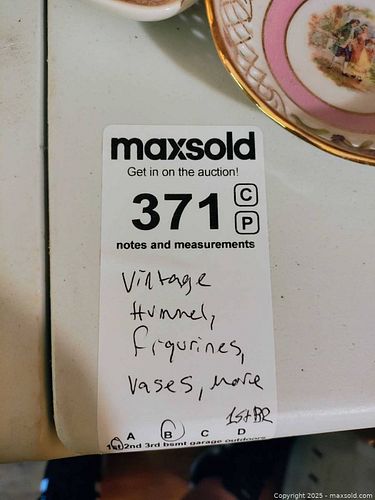 maxsold
Get in on the auction!
371 C
P
notes and measurements
Vintage
Hummel,
Figurines,
Vases, more
1st BR
A B C D
1st 2nd 3rd bsmt garage outdoors
Copyright 2025 - maxsold.com